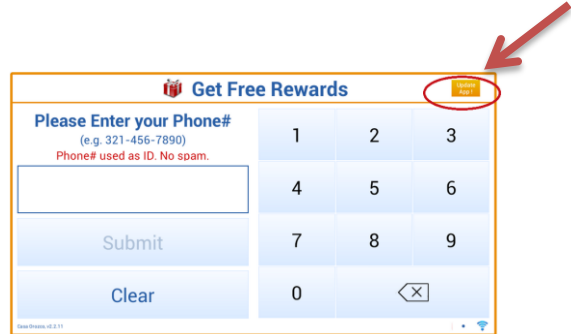 Get Free Rewards
Update
App !
Please Enter your Phone#
(e.g. 321-456-7890)
Phone# used as ID. No spam.
1 2 3
4 5 6
Submit
7 8 9
Clear
0